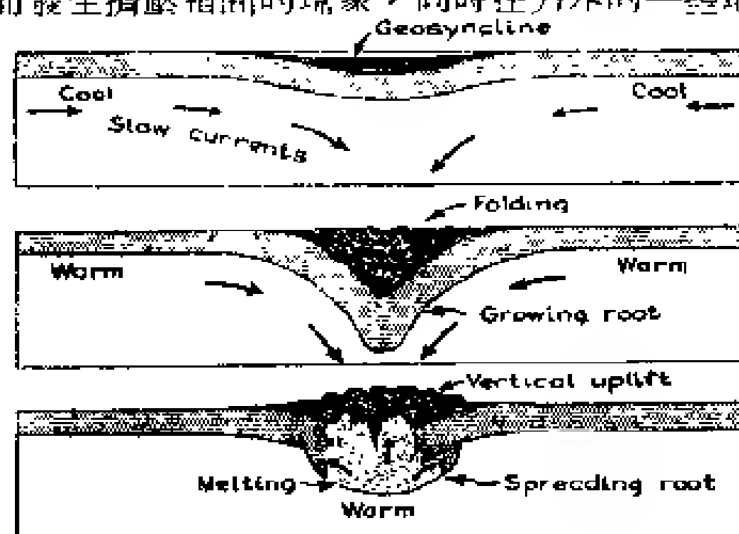 Geosyncline
Cool Cool
Slow currents
Folding
Warm Warm
Growing root
Vertical uplift
Melting Spreading root
Warm